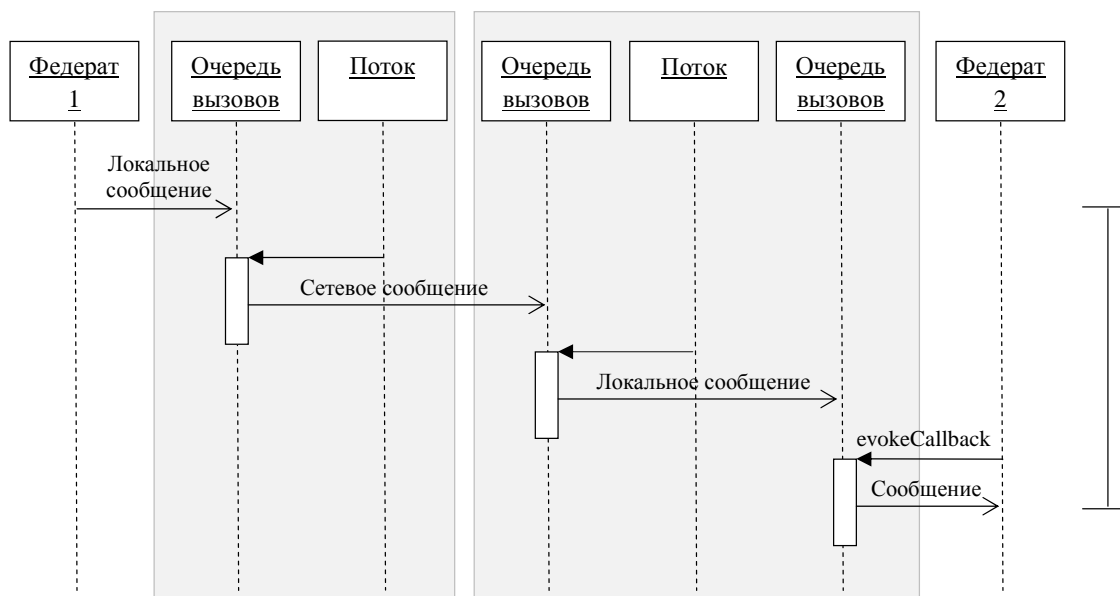 Федерат
1
Очередь
вызовов
Поток
Очередь
вызовов
Поток
Очередь
вызовов
Федерат
2
Локальное
сообщение
Сетевое сообщение
Локальное сообщение
evokeCallback
Сообщение